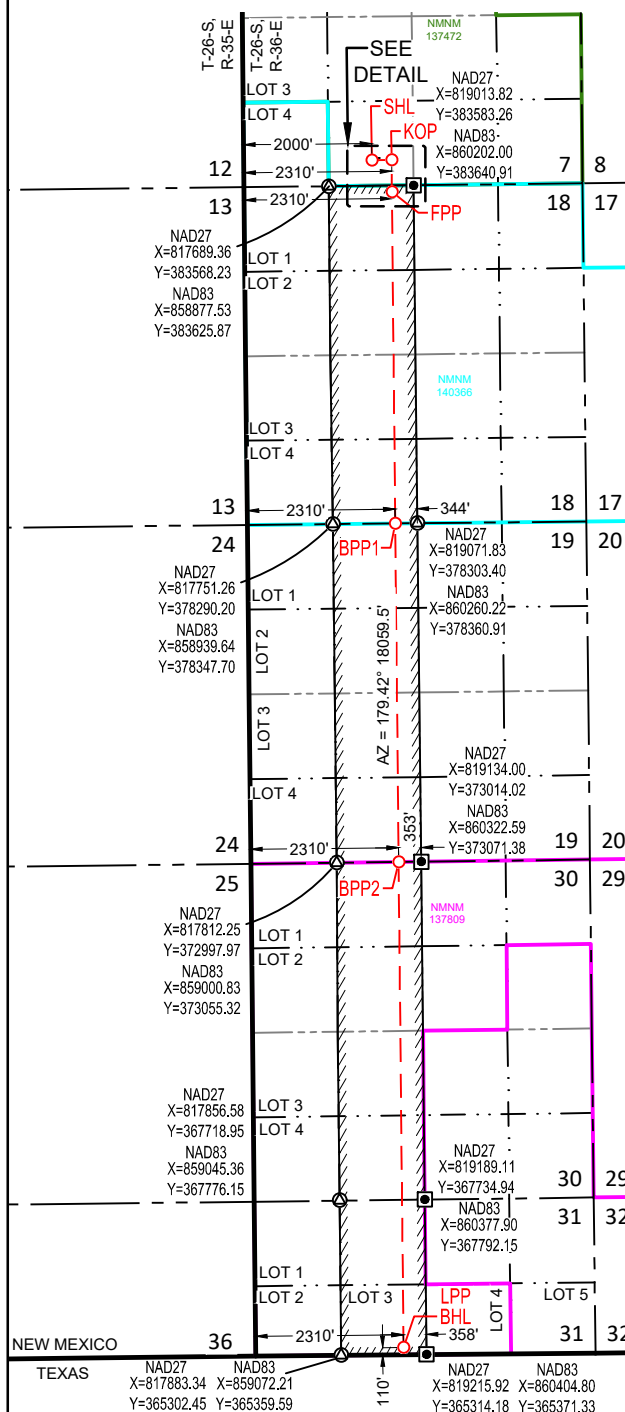 T-26-S,
R-35-E
T-26-S,
R-36-E
NMNM
137472
SEE
DETAIL
LOT 3
LOT 4
SHL
KOP
NAD27
X=819013.82
Y=383583.26
NAD83
X=860202.00
Y=383640.91
2000'
2310'
12
7
8
13
2310'
FPP
18
17
NAD27
X=817689.36
Y=383568.23
NAD83
X=858877.53
Y=383625.87
LOT 1
LOT 2
NMNM
140366
LOT 3
LOT 4
13
2310'
344'
18
17
24
BPP1
19
20
NAD27
X=817751.26
Y=378290.20
NAD83
X=858939.64
Y=378347.70
NAD27
X=819071.83
Y=378303.40
NAD83
X=860260.22
Y=378360.91
LOT 1
LOT 2
LOT 3
AZ = 179.42° 18059.5'
LOT 4
NAD27
X=819134.00
Y=373014.02
NAD83
X=860322.59
Y=373071.38
24
2310'
353'
19
20
25
BPP2
30
29
NAD27
X=817812.25
Y=372997.97
NAD83
X=859000.83
Y=373055.32
NMNM
137809
LOT 1
LOT 2
LOT 3
LOT 4
NAD27
X=817856.58
Y=367718.95
NAD83
X=859045.36
Y=367776.15
NAD27
X=819189.11
Y=367734.94
NAD83
X=860377.90
Y=367792.15
30
29
31
32
LOT 1
LOT 2
LOT 3
LPP
BHL
LOT 4
LOT 5
NEW MEXICO
36
2310'
358'
31
32
TEXAS
110'
NAD27
X=817883.34
Y=365302.45
NAD83
X=859072.21
Y=365359.59
NAD27
X=819215.92
Y=365314.18
NAD83
X=860404.80
Y=365371.33